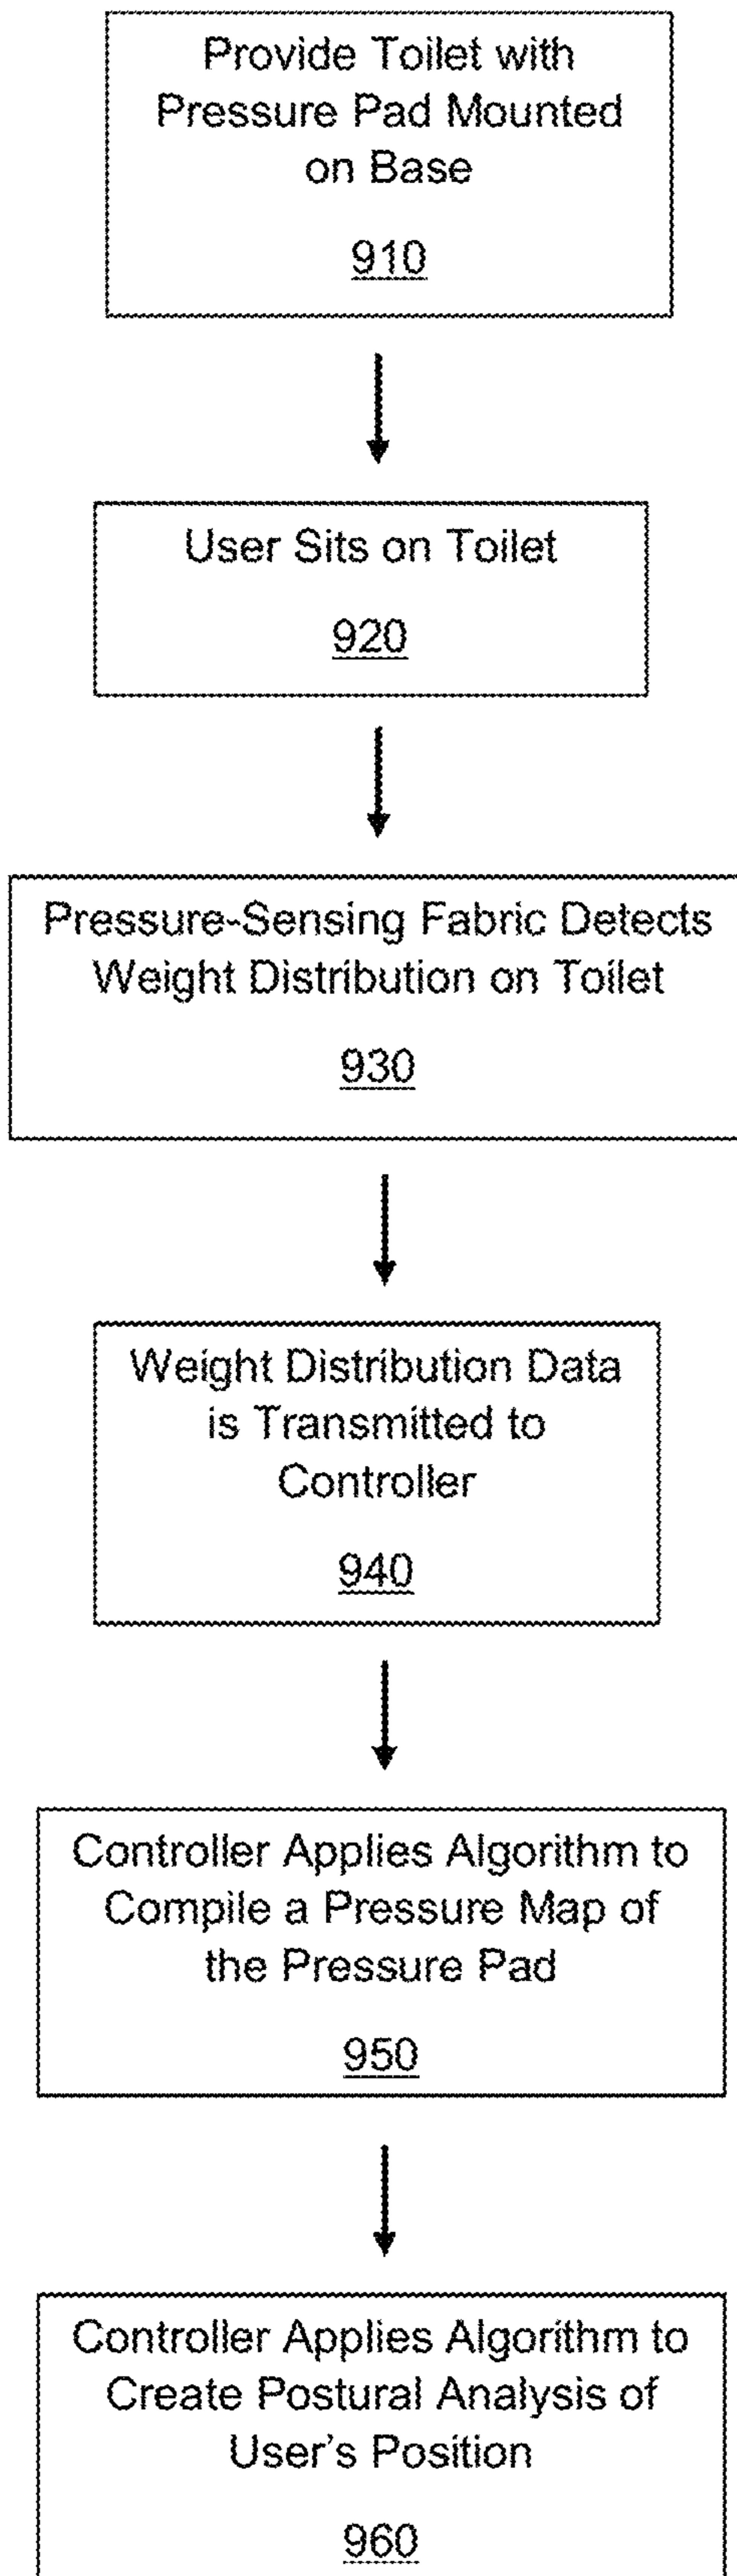 Provide Toilet with
Pressure Pad Mounted
on Base
910
User Sits on Toilet
920
Pressure-Sensing Fabric Detects
Weight Distribution on Toilet
930
Weight Distribution Data
is Transmitted to
Controller
940
Controller Applies Algorithm to
Compile a Pressure Map of
the Pressure Pad
950
Controller Applies Algorithm to
Create Postural Analysis of
User's Position
960